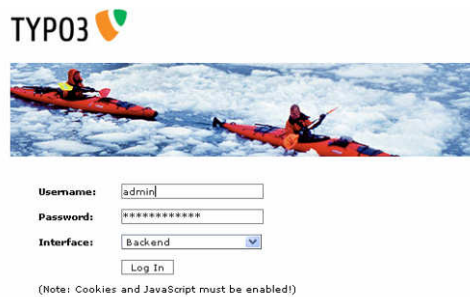 TYPO3
Username: admin
Password: ************
Interface: Backend
Log In
(Note: Cookies and JavaScript must be enabled!)